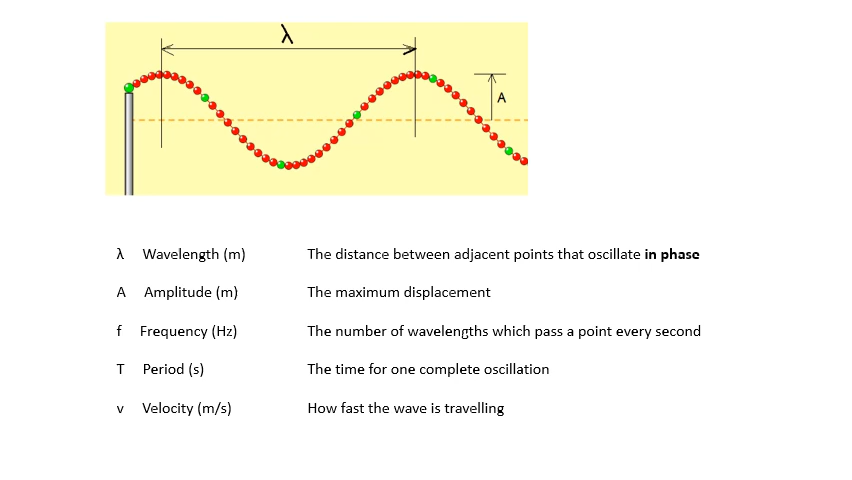 λ
A
λ Wavelength (m) The distance between adjacent points that oscillate in phase
A Amplitude (m) The maximum displacement
f Frequency (Hz) The number of wavelengths which pass a point every second
T Period (s) The time for one complete oscillation
v Velocity (m/s) How fast the wave is travelling